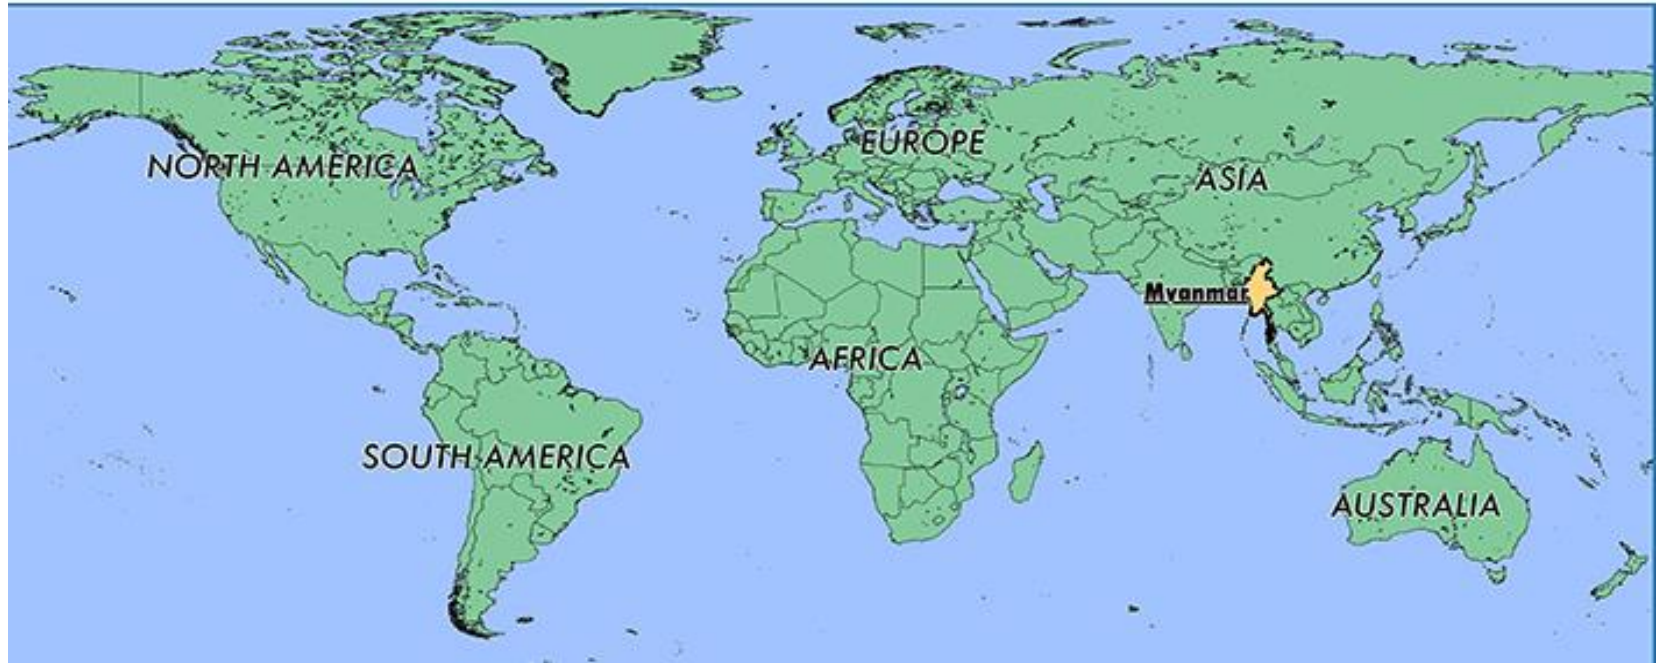 EUROPE
NORTH AMERICA
ASIA
Myanmar
AFRICA
SOUTH AMERICA
AUSTRALIA